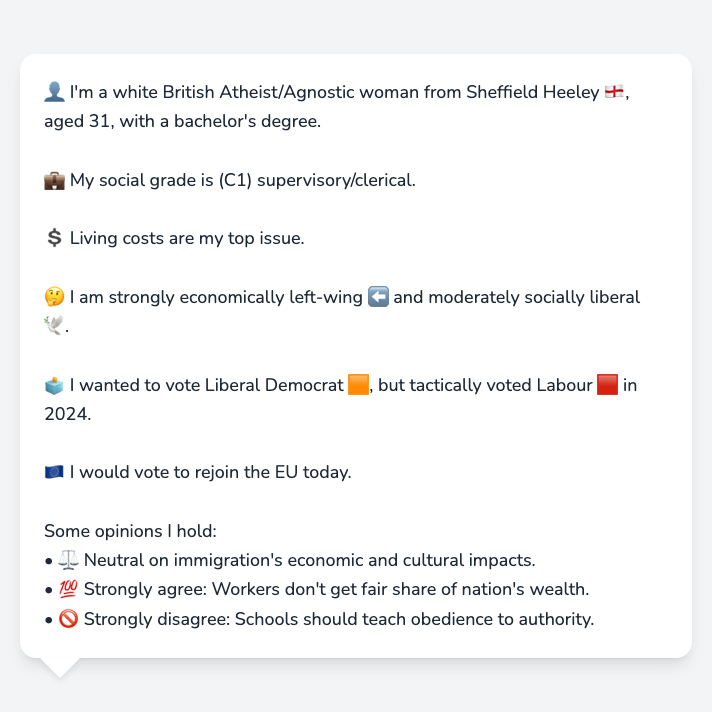 👤 I'm a white British Atheist/Agnostic woman from Sheffield Heeley 🏴󠁧󠁢󠁥󠁮󠁧󠁿,
aged 31, with a bachelor's degree.
💼 My social grade is (C1) supervisory/clerical.
💲 Living costs are my top issue.
🤔 I am strongly economically left-wing ⬅️ and moderately socially liberal
🕊️.
🗳️ I wanted to vote Liberal Democrat 🟧, but tactically voted Labour 🟥 in
2024.
🇪🇺 I would vote to rejoin the EU today.
Some opinions I hold:
• ⚖️ Neutral on immigration's economic and cultural impacts.
• 💯 Strongly agree: Workers don't get fair share of nation's wealth.
• 🚫 Strongly disagree: Schools should teach obedience to authority.